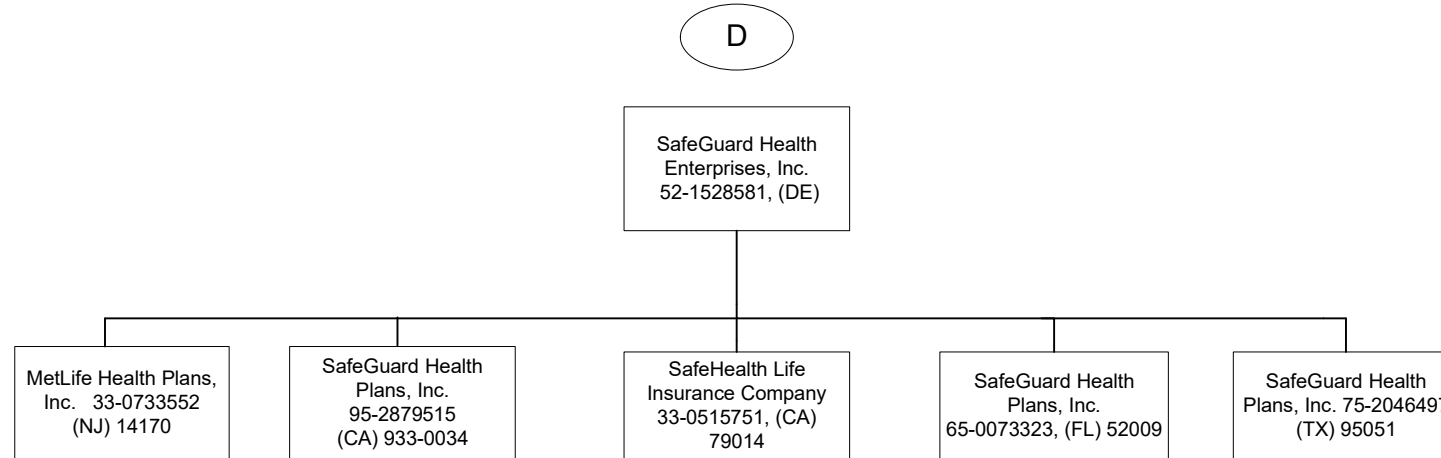 D
SafeGuard Health
Enterprises, Inc.
52-1528581, (DE)
MetLife Health Plans,
Inc. 33-0733552
(NJ) 14170
SafeGuard Health
Plans, Inc.
95-2879515
(CA) 933-0034
SafeHealth Life
Insurance Company
33-0515751, (CA)
79014
SafeGuard Health
Plans, Inc.
65-0073323, (FL) 52009
SafeGuard Health
Plans, Inc. 75-2046497
(TX) 95051